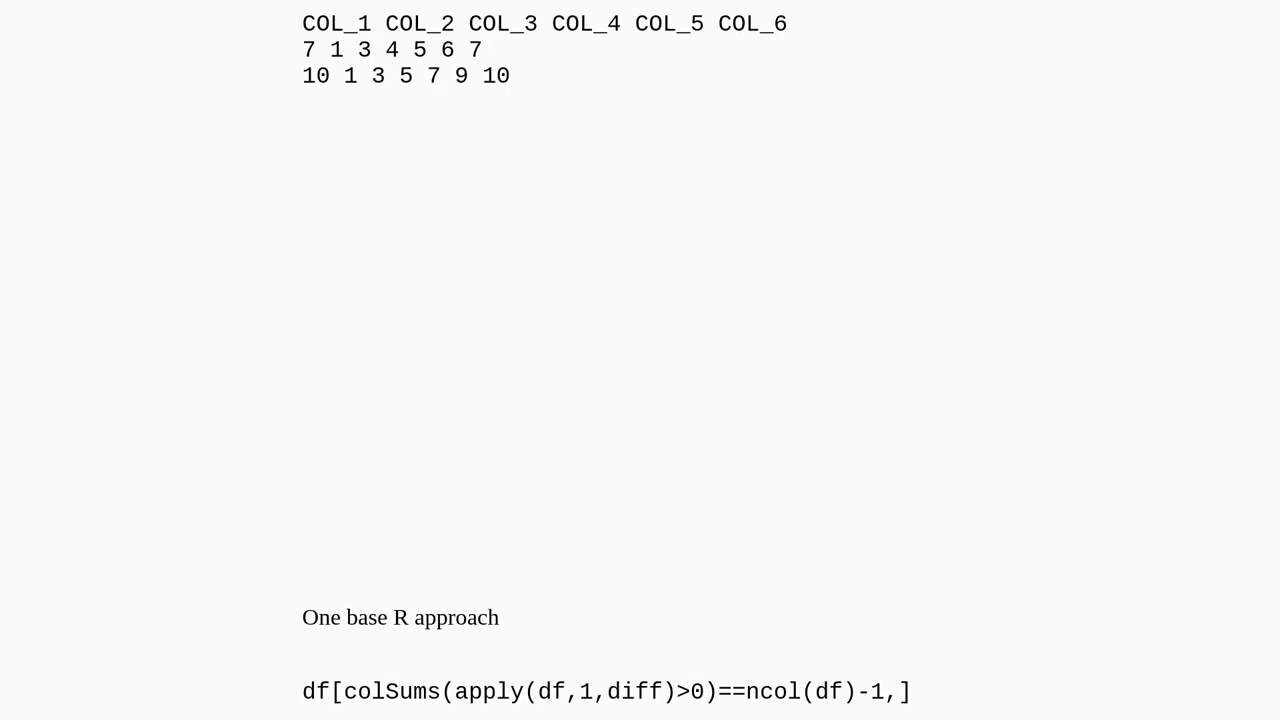 COL_1 COL_2 COL_3 COL_4 COL_5 COL_6
7 1 3 4 5 6 7
10 1 3 5 7 9 10
One base R approach
df[colSums(apply(df,1,diff)>0)==ncol(df)-1,]